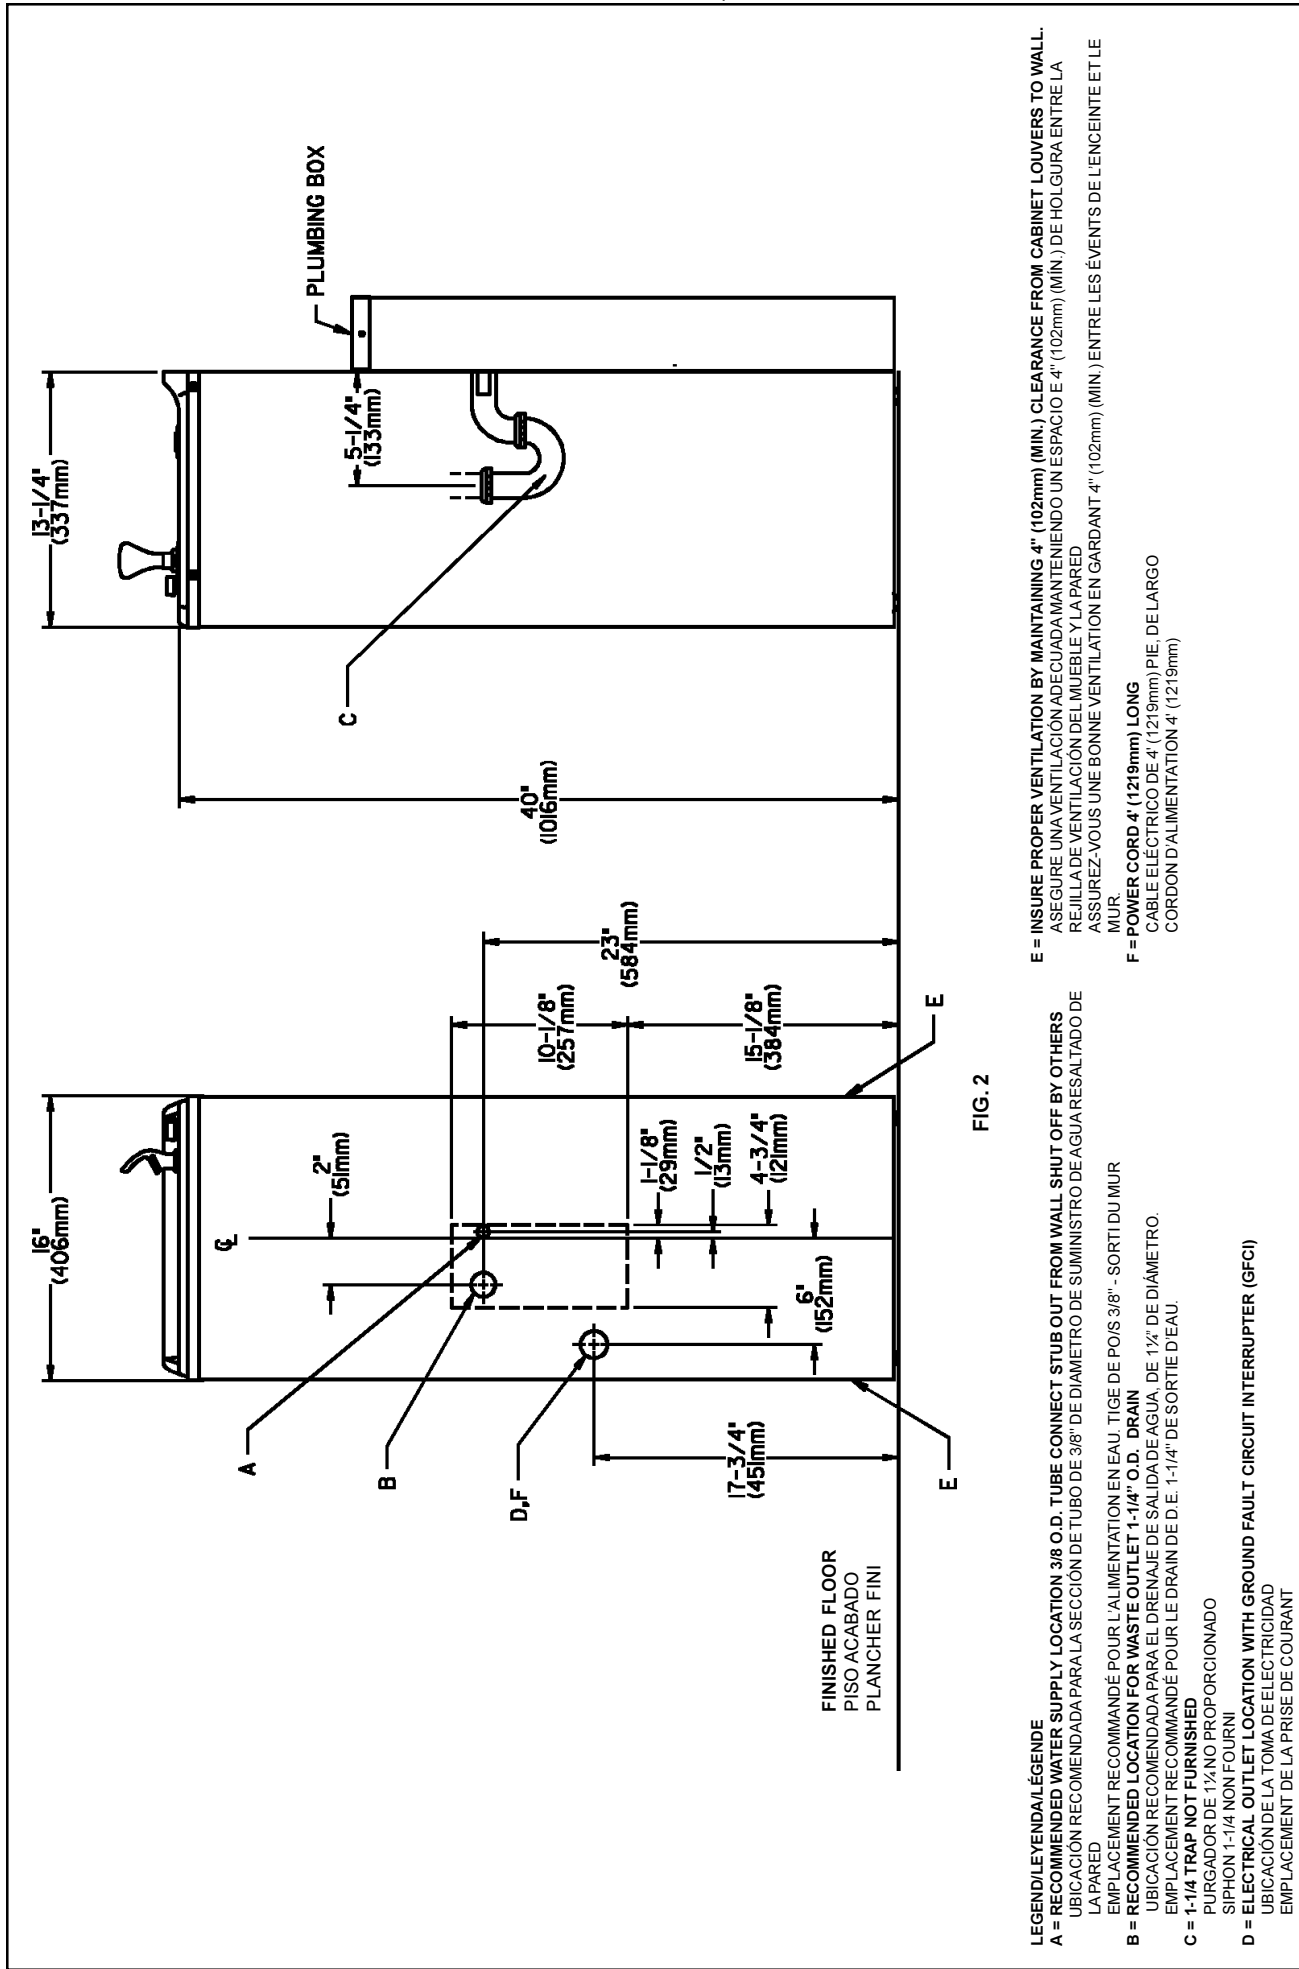 16"
(406mm)
2"
(51mm)
℄
A
B
D,F
10-1/8"
(257mm)
23"
(584mm)
15-1/8"
(384mm)
1-1/8"
(29mm)
1/2"
(13mm)
4-3/4"
(121mm)
6"
(152mm)
17-3/4"
(451mm)
E
E
FINISHED FLOOR
PISO ACABADO
PLANCHER FINI
13-1/4"
(337mm)
PLUMBING BOX
5-1/4"
(133mm)
C
40"
(1016mm)
FIG. 2
LEGEND/LEYENDA/LÉGENDE
A = RECOMMENDED WATER SUPPLY LOCATION 3/8 O.D. TUBE CONNECT STUB OUT FROM WALL SHUT OFF BY OTHERS
UBICACIÓN RECOMENDADA PARA LA SECCIÓN DE TUBO DE 3/8" DE DIAMETRO DE SUMINISTRO DE AGUA RESALTADO DE
LA PARED
EMPLACEMENT RECOMMANDÉ POUR L'ALIMENTATION EN EAU. TIGE DE PO/S 3/8" - SORTI DU MUR
B = RECOMMENDED LOCATION FOR WASTE OUTLET 1-1/4" O.D. DRAIN
UBICACIÓN RECOMENDADA PARA EL DRENAJE DE SALIDA DE AGUA, DE 1¼" DE DIÁMETRO.
EMPLACEMENT RECOMMANDÉ POUR LE DRAIN DE D.E. 1-1/4" DE SORTIE D'EAU.
C = 1-1/4 TRAP NOT FURNISHED
PURGADOR DE 1¼ NO PROPORCIONADO
SIPHON 1-1/4 NON FOURNI
D = ELECTRICAL OUTLET LOCATION WITH GROUND FAULT CIRCUIT INTERRUPTER (GFCI)
UBICACIÓN DE LA TOMA DE ELECTRICIDAD
EMPLACEMENT DE LA PRISE DE COURANT
E = INSURE PROPER VENTILATION BY MAINTAINING 4" (102mm) (MIN.) CLEARANCE FROM CABINET LOUVERS TO WALL.
ASEGURE UNA VENTILACIÓN ADECUADA MANTENIENDO UN ESPACIO E 4" (102mm) (MÍN.) DE HOLGURA ENTRE LA
REJILLA DE VENTILACIÓN DEL MUEBLE Y LA PARED
ASSUREZ-VOUS UNE BONNE VENTILATION EN GARDANT 4" (102mm) (MIN.) ENTRE LES ÉVENTS DE L'ENCEINTE ET LE
MUR.
F = POWER CORD 4' (1219mm) LONG
CABLE ELÉCTRICO DE 4' (1219mm) PIE, DE LARGO
CORDON D'ALIMENTATION 4' (1219mm)